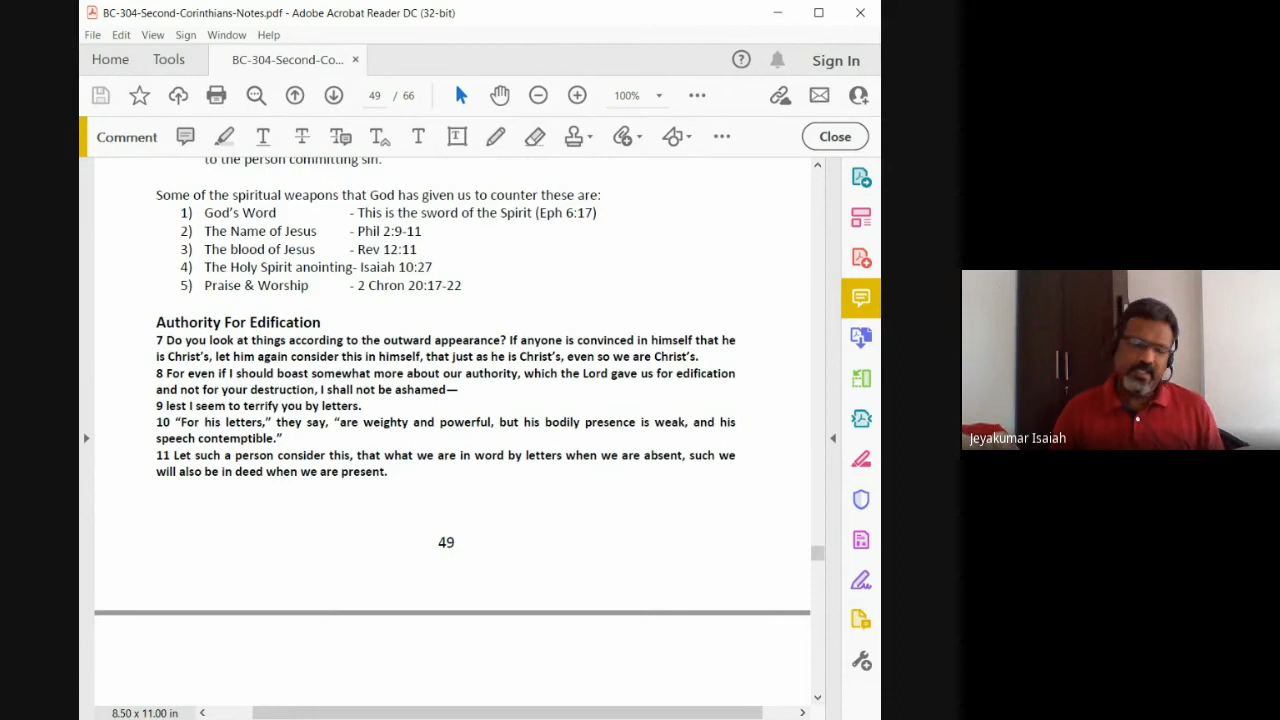 BC-304-Second-Corinthians-Notes.pdf - Adobe Acrobat Reader DC (32-bit)
File Edit View Sign Window Help
Home Tools BC-304-Second-Co... × Sign In
49 / 66 100%
Comment Close
to the person committing sin.
Some of the spiritual weapons that God has given us to counter these are:
1) God's Word - This is the sword of the Spirit (Eph 6:17)
2) The Name of Jesus - Phil 2:9-11
3) The blood of Jesus - Rev 12:11
4) The Holy Spirit anointing- Isaiah 10:27
5) Praise & Worship - 2 Chron 20:17-22
Authority For Edification
7 Do you look at things according to the outward appearance? If anyone is convinced in himself that he
is Christ's, let him again consider this in himself, that just as he is Christ's, even so we are Christ's.
8 For even if I should boast somewhat more about our authority, which the Lord gave us for edification
and not for your destruction, I shall not be ashamed—
9 lest I seem to terrify you by letters.
10 “For his letters,” they say, “are weighty and powerful, but his bodily presence is weak, and his
speech contemptible.”
11 Let such a person consider this, that what we are in word by letters when we are absent, such we
will also be in deed when we are present.
49
8.50 x 11.00 in
Jeyakumar Isaiah